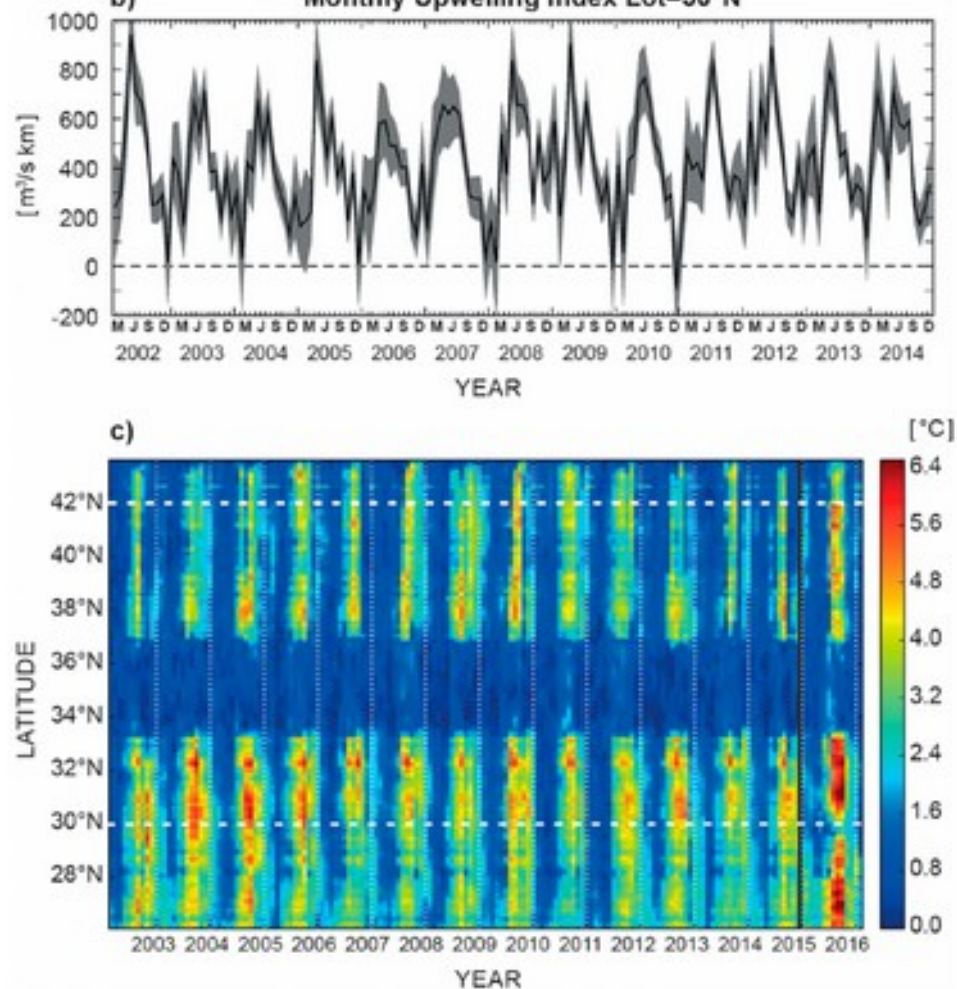 b) Monthly Upwelling Index Lot=30°N
1000
800
600
400
200
0
-200
[m³/s km]
M J S D M J S D M J S D M J S D M J S D M J S D M J S D M J S D M J S D M J S D M J S D M J S D M J S D
2002 2003 2004 2005 2006 2007 2008 2009 2010 2011 2012 2013 2014
YEAR
c)
[°C]
42°N
40°N
38°N
36°N
34°N
32°N
30°N
28°N
LATITUDE
6.4
5.6
4.8
4.0
3.2
2.4
1.6
0.8
0.0
2003 2004 2005 2006 2007 2008 2009 2010 2011 2012 2013 2014 2015 2016
YEAR